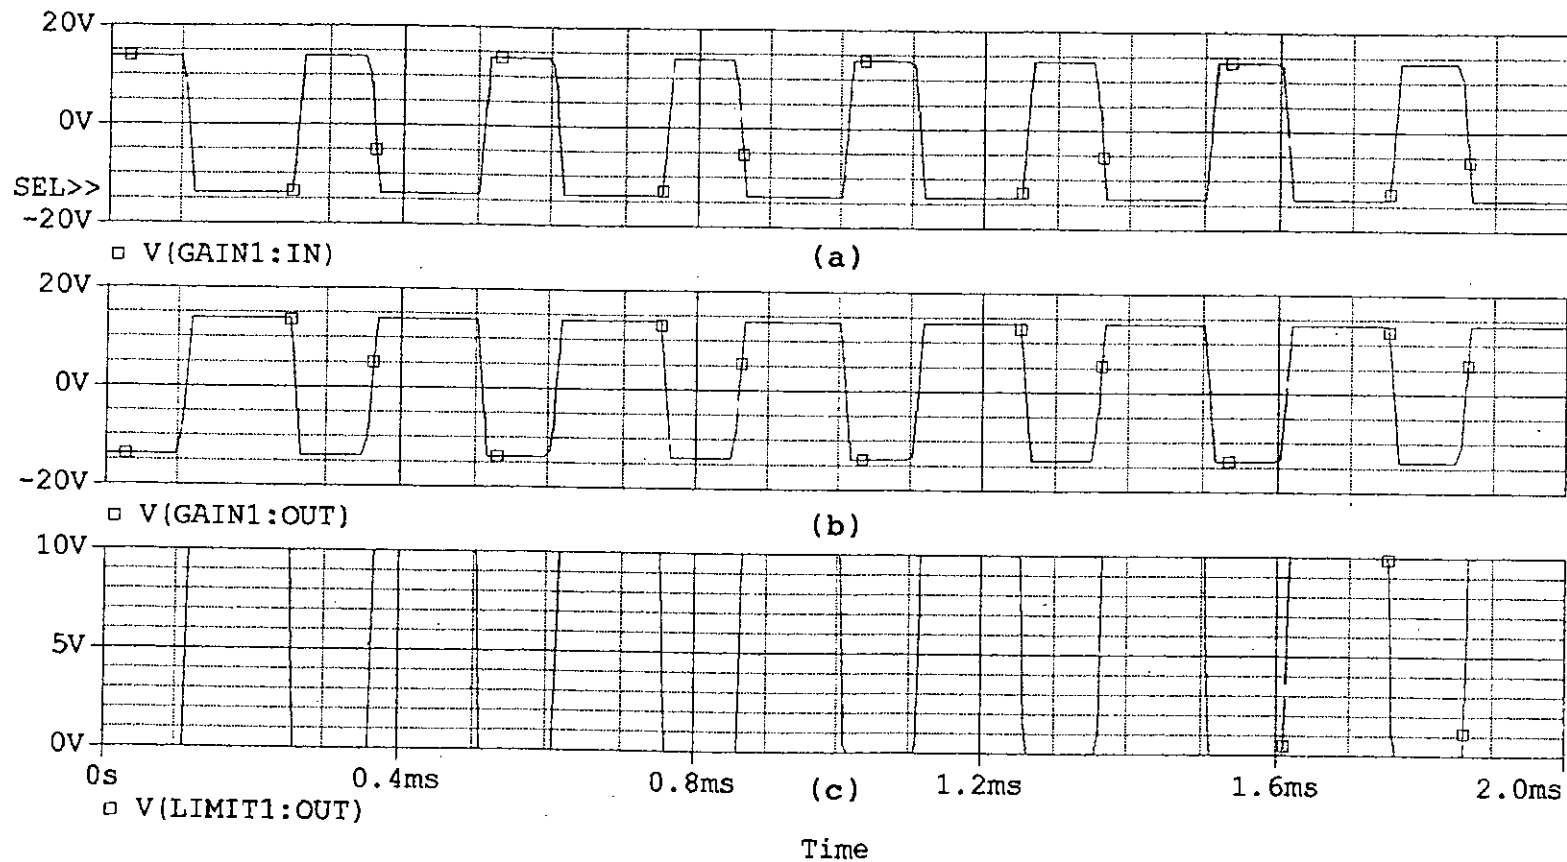 20V
0V
SEL>>
-20V
▫ V(GAIN1:IN)
(a)
20V
0V
-20V
▫ V(GAIN1:OUT)
(b)
10V
5V
0V
0s 0.4ms 0.8ms 1.2ms 1.6ms 2.0ms
▫ V(LIMIT1:OUT)
(c)
Time